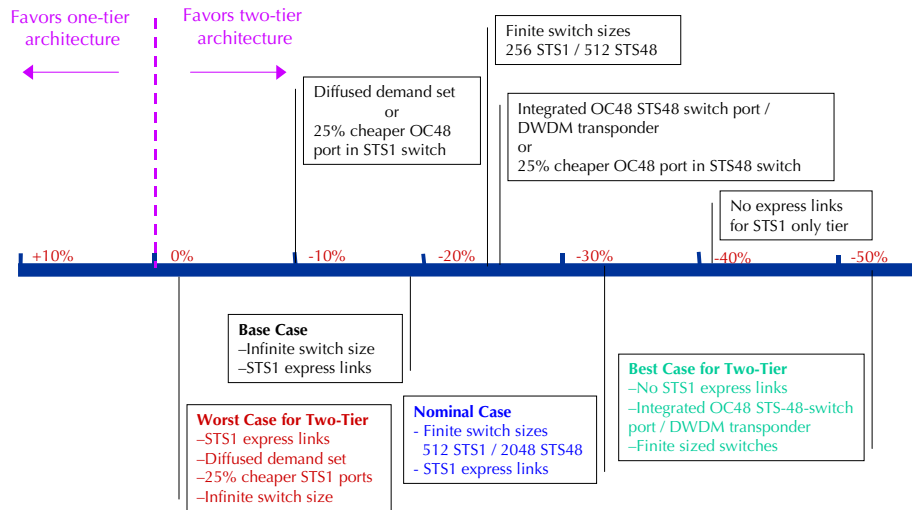 Favors one-tier
architecture
Favors two-tier
architecture
Finite switch sizes
256 STS1 / 512 STS48
Diffused demand set
or
25% cheaper OC48
port in STS1 switch
Integrated OC48 STS48 switch port /
DWDM transponder
or
25% cheaper OC48 port in STS48 switch
No express links
for STS1 only tier
+10%
0%
-10%
-20%
-30%
-40%
-50%
Base Case
–Infinite switch size
–STS1 express links
Worst Case for Two-Tier
–STS1 express links
–Diffused demand set
–25% cheaper STS1 ports
–Infinite switch size
Nominal Case
- Finite switch sizes
512 STS1 / 2048 STS48
- STS1 express links
Best Case for Two-Tier
–No STS1 express links
–Integrated OC48 STS-48-switch
port / DWDM transponder
–Finite sized switches